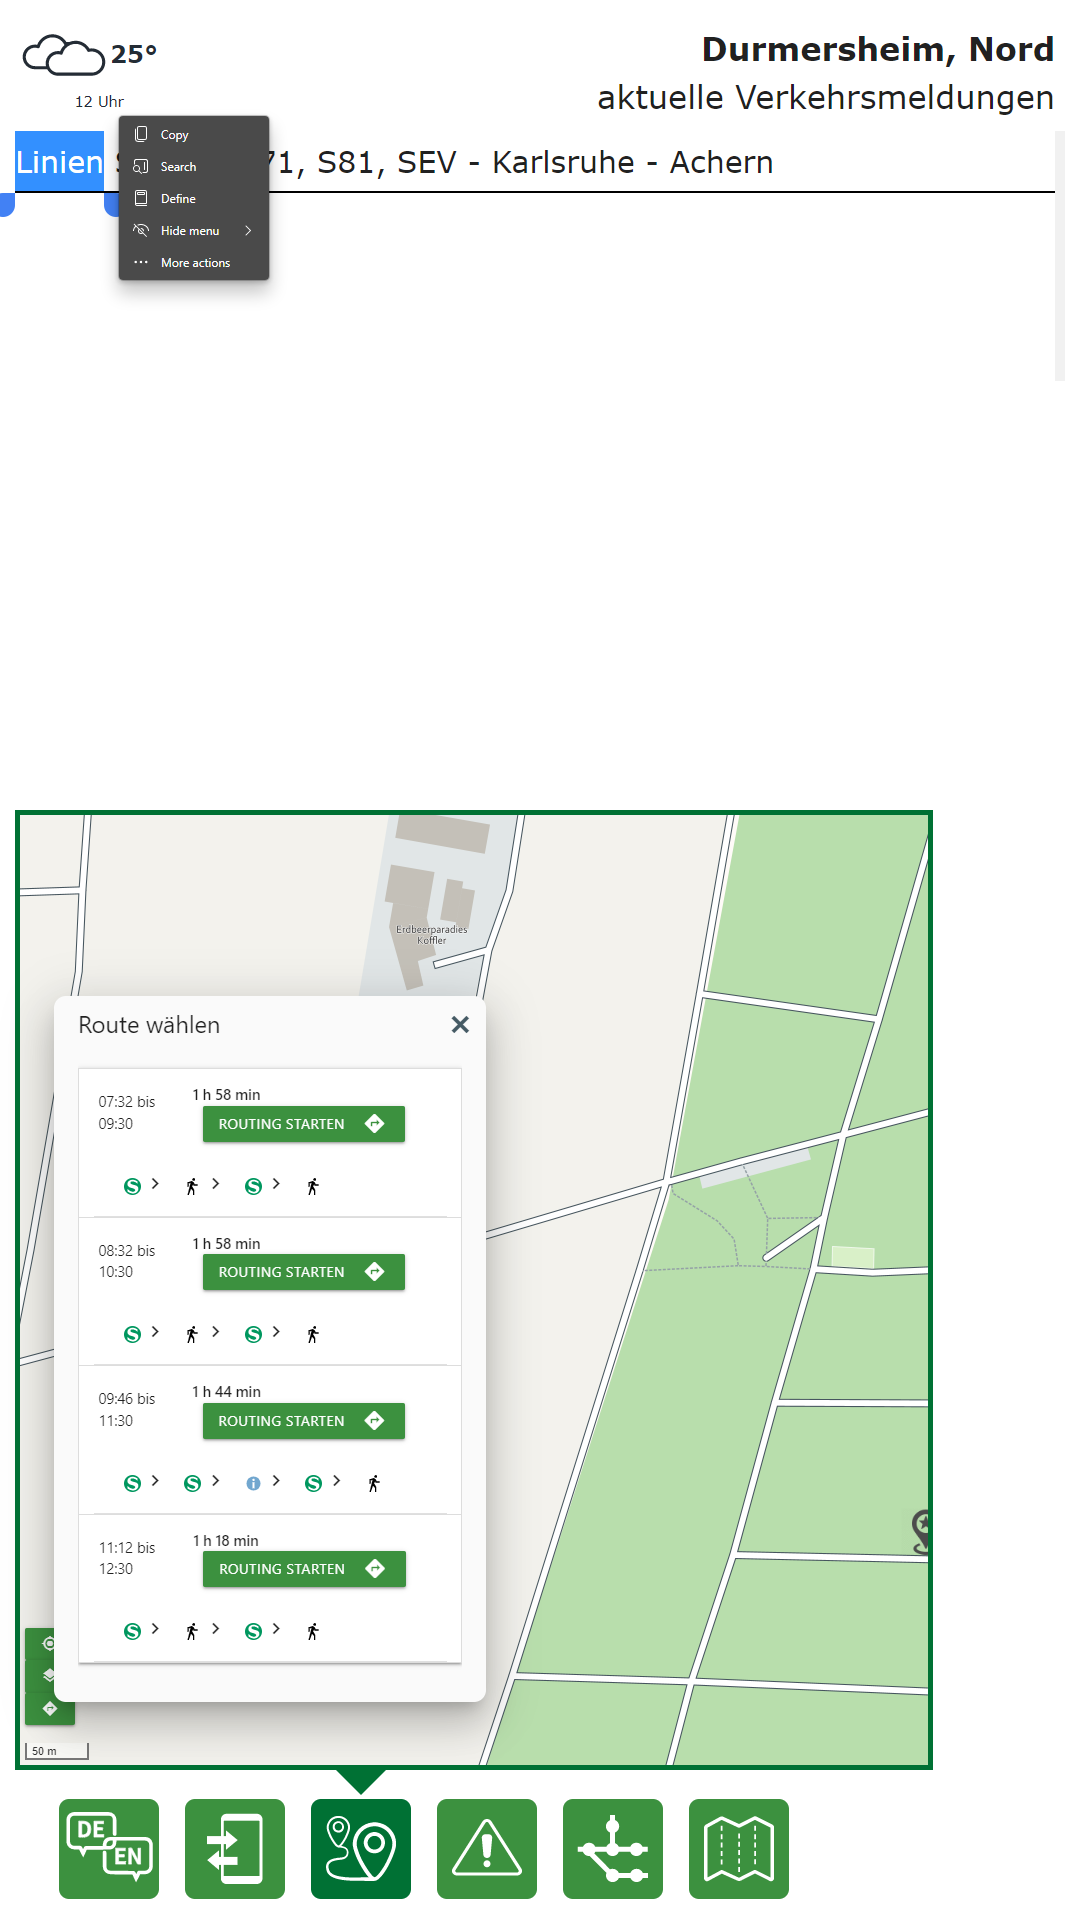 25°
12 Uhr
Durmersheim, Nord
aktuelle Verkehrsmeldungen
Linien 71, S81, SEV - Karlsruhe - Achern
Copy
Search
Define
Hide menu
More actions
Erdbeerparadies
Koffler
Route wählen
07:32 bis
09:30
1 h 58 min
ROUTING STARTEN
08:32 bis
10:30
1 h 58 min
ROUTING STARTEN
09:46 bis
11:30
1 h 44 min
ROUTING STARTEN
11:12 bis
12:30
1 h 18 min
ROUTING STARTEN
50 m
DE
EN